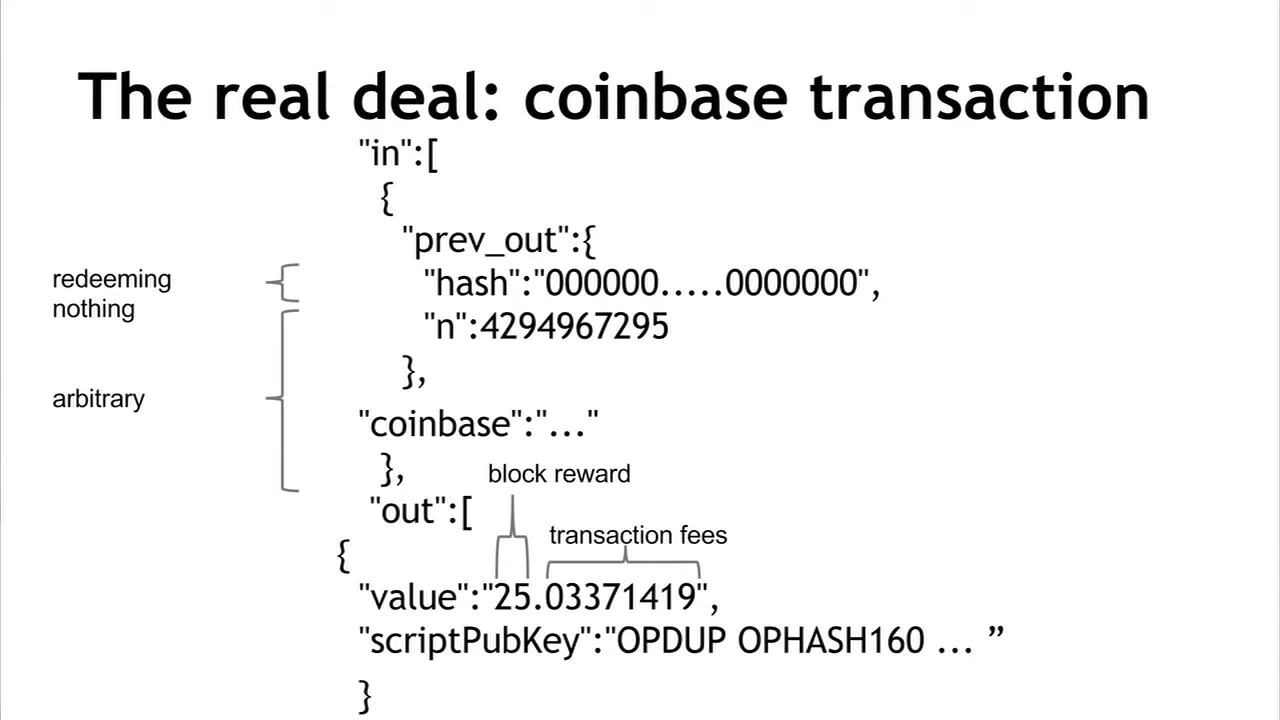 The real deal: coinbase transaction
"in":[
{
"prev_out":{
redeeming
nothing
"hash":"000000.....0000000",
"n":4294967295
},
arbitrary
"coinbase":"..."
},
block reward
"out":[
transaction fees
{
"value":"25.03371419",
"scriptPubKey":"OPDUP OPHASH160 ... ”
}